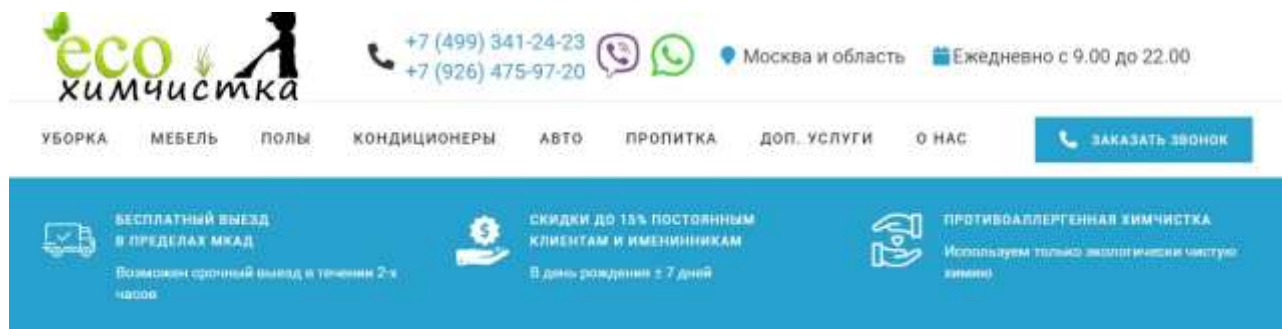 eco
химчистка
+7 (499) 341-24-23
+7 (926) 475-97-20
Москва и область
Ежедневно с 9.00 до 22.00
УБОРКА МЕБЕЛЬ ПОЛЫ КОНДИЦИОНЕРЫ АВТО ПРОПИТКА ДОП. УСЛУГИ О НАС
ЗАКАЗАТЬ ЗВОНОК
БЕСПЛАТНЫЙ ВЫЕЗД
В ПРЕДЕЛАХ МКАД
Возможен срочный выезд в течении 2-х
часов
СКИДКИ ДО 15% ПОСТОЯННЫМ
КЛИЕНТАМ И ИМЕНИННИКАМ
В день рождения ± 7 дней
ПРОТИВОАЛЛЕРГЕННАЯ ХИМЧИСТКА
Используем только экологически чистую
химию